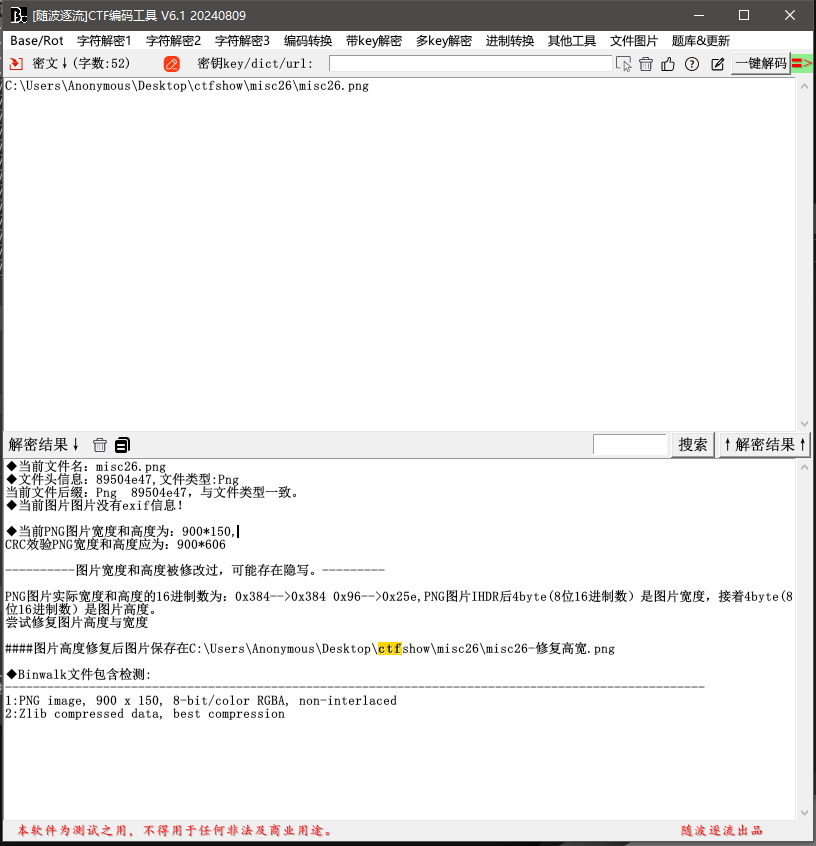 [随波逐流]CTF编码工具 V6.1 20240809
Base/Rot 字符解密1 字符解密2 字符解密3 编码转换 带key解密 多key解密 进制转换 其他工具 文件图片 题库&更新
密文↓(字数:52) 密钥key/dict/url: 一键解码 =>
C:\Users\Anonymous\Desktop\ctfshow\misc26\misc26.png
解密结果↓ 搜索 ↑解密结果↑
◆当前文件名: misc26.png
◆文件头信息: 89504e47,文件类型:Png
当前文件后缀: Png 89504e47, 与文件类型一致。
◆当前图片图片没有exif信息!
◆当前PNG图片宽度和高度为: 900*150,
CRC效验PNG宽度和高度应为: 900*606
----------图片宽度和高度被修改过,可能存在隐写。---------
PNG图片实际宽度和高度的16进制数为: 0x384-->0x384 0x96-->0x25e,PNG图片IHDR后4byte(8位16进制数）是图片宽度, 接着4byte(8
位16进制数）是图片高度。
尝试修复图片高度与宽度
####图片高度修复后图片保存在C:\Users\Anonymous\Desktop\ctfshow\misc26\misc26-修复高宽.png
◆Binwalk文件包含检测:
----------------------------------------------------------------------------------------------------
1:PNG image, 900 x 150, 8-bit/color RGBA, non-interlaced
2:Zlib compressed data, best compression
本软件为测试之用, 不得用于任何非法及商业用途。 随波逐流出品